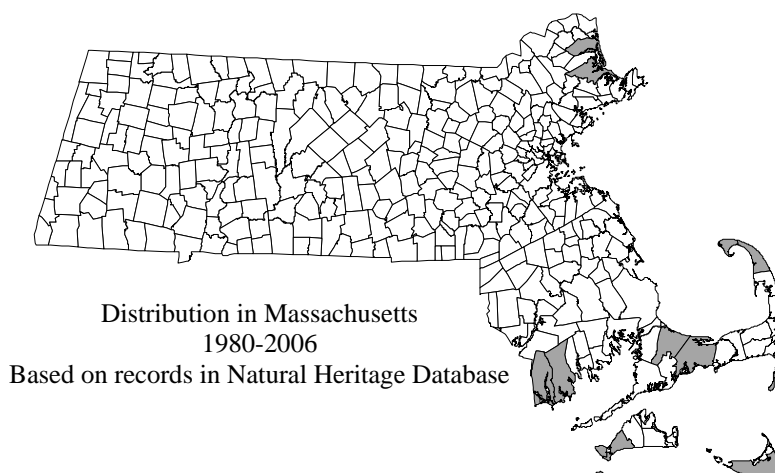 Distribution in Massachusetts
1980-2006
Based on records in Natural Heritage Database